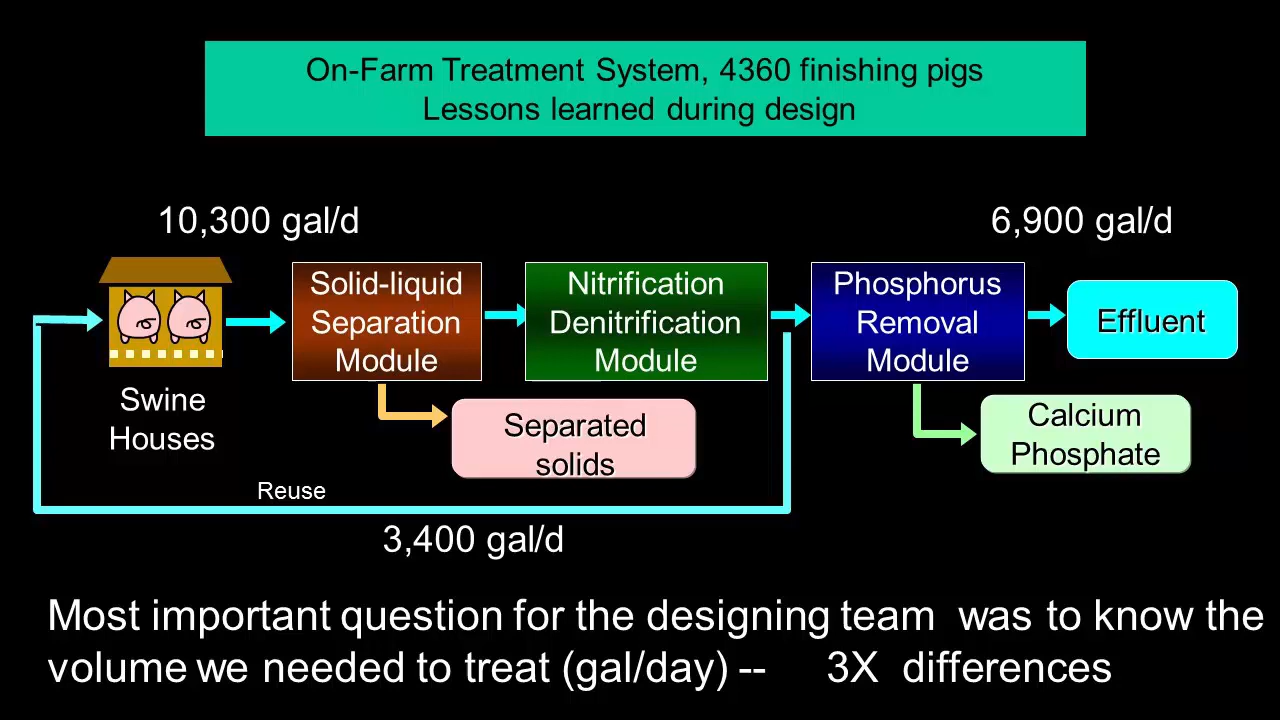 On-Farm Treatment System, 4360 finishing pigs
Lessons learned during design
10,300 gal/d
6,900 gal/d
Solid-liquid
Separation
Module
Nitrification
Denitrification
Module
Phosphorus
Removal
Module
Effluent
Swine
Houses
Separated
solids
Calcium
Phosphate
Reuse
3,400 gal/d
Most important question for the designing team was to know the
volume we needed to treat (gal/day) -- 3X differences